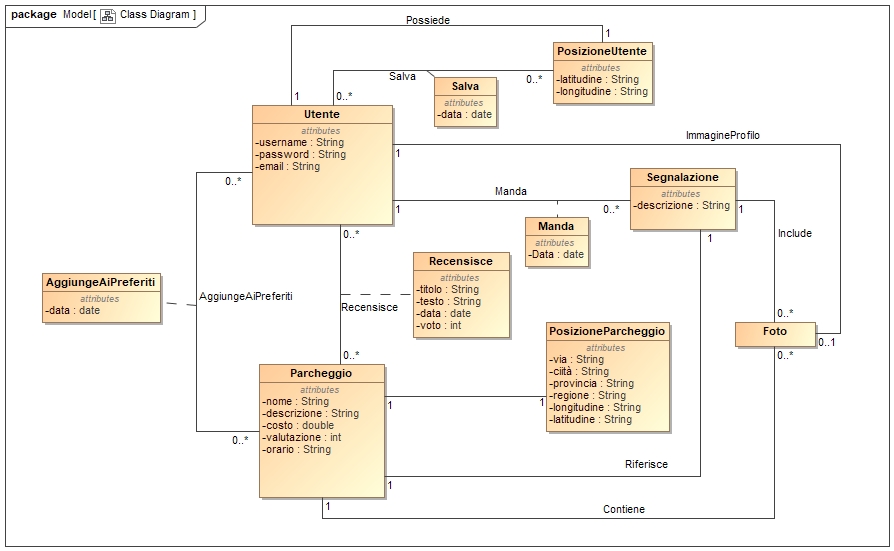 package Model [ Class Diagram ]
Possiede
1
1
PosizioneUtente
attributes
-latitudine : String
-longitudine : String
Salva
0..*
0..*
Salva
attributes
-data : date
Utente
attributes
-username : String
-password : String
-email : String
1
ImmagineProfilo
0..*
Segnalazione
attributes
-descrizione : String
Manda
1
0..*
1
Manda
attributes
-Data : date
Include
0..*
1
Recensisce
attributes
-titolo : String
-testo : String
-data : date
-voto : int
AggiungeAiPreferiti
attributes
-data : date
AggiungeAiPreferiti
Recensisce
0..*
0..*
Foto
0..1
0..*
PosizioneParcheggio
attributes
-via : String
-ciità : String
-provincia : String
-regione : String
-longitudine : String
-latitudine : String
Parcheggio
attributes
-nome : String
-descrizione : String
-costo : double
-valutazione : int
-orario : String
1
1
0..*
Riferisce
1
1
Contiene